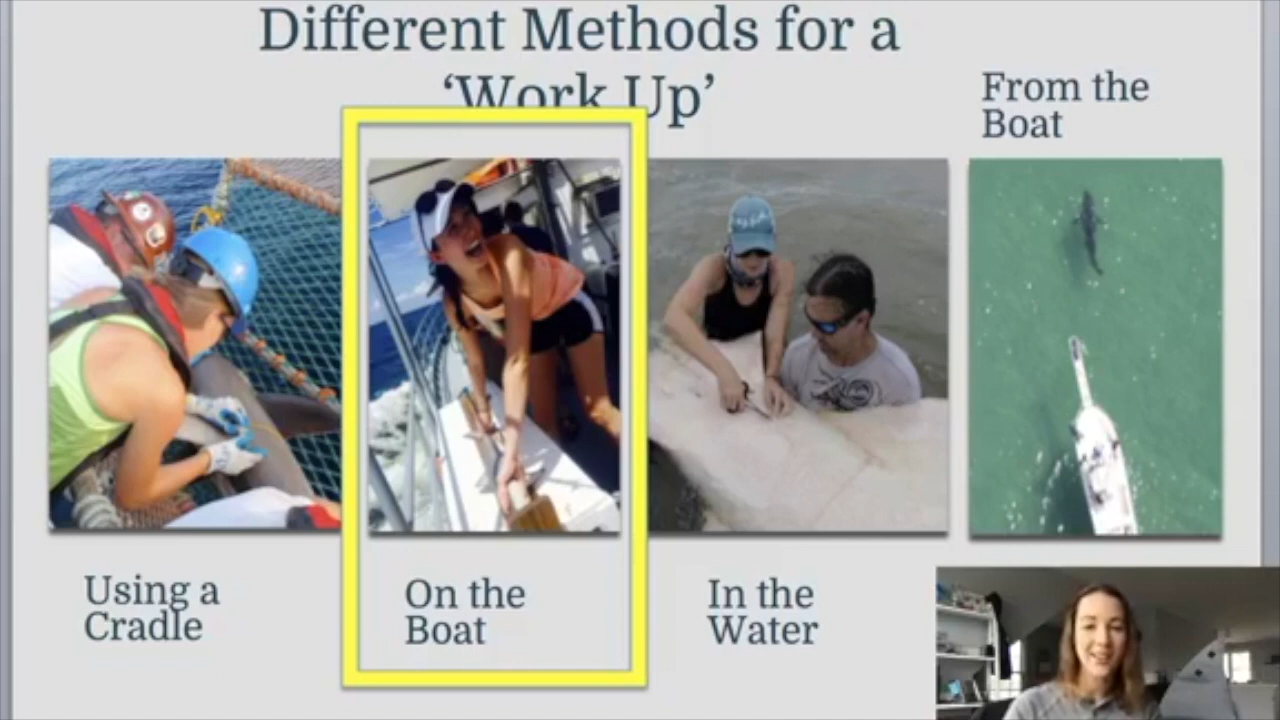 Different Methods for a
‘Work Up’
From the
Boat
Using a
Cradle
On the
Boat
In the
Water